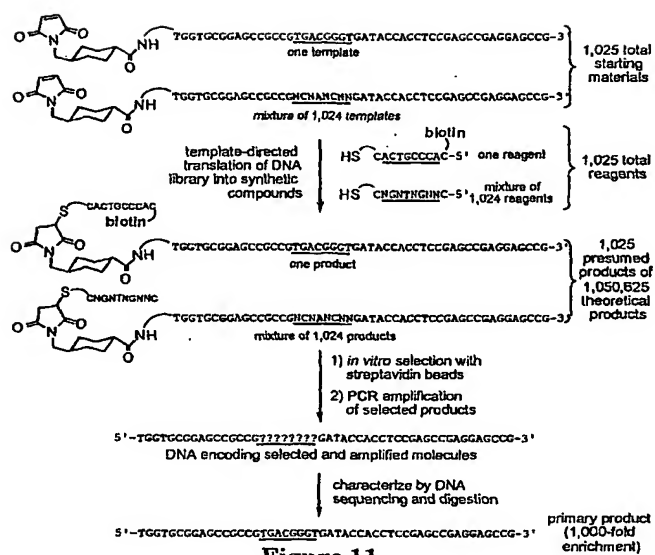 O
N
O
O
NH
TGGTGCGGAGCCGCCGTGACGGGTGATACCACCTCCGAGCCGAGGAGCCG-3'
one template
O
N
O
O
NH
TGGTGCGGAGCCGCCGNCNANCNNGATACCACCTCCGAGCCGAGGAGCCG-3'
mixture of 1,024 templates
1,025 total
starting
materials
template-directed
translation of DNA
library into synthetic
compounds
biotin
HS CACTGCCCAC-5' one reagent
HS CNGNTNGNNC-5' mixture of
1,024 reagents
1,025 total
reagents
S CACTGCCCAC
biotin
O
N
O
O
NH
TGGTGCGGAGCCGCCGTGACGGGTGATACCACCTCCGAGCCGAGGAGCCG-3'
one product
S CNGNTNGNNC
O
N
O
O
NH
TGGTGCGGAGCCGCCGNCNANCNNGATACCACCTCCGAGCCGAGGAGCCG-3'
mixture of 1,024 products
1,025
presumed
products of
1,050,625
theoretical
products
1) in vitro selection with
streptavidin beads
2) PCR amplification
of selected products
5'-TGGTGCGGAGCCGCCG????????GATACCACCTCCGAGCCGAGGAGCCG-3'
DNA encoding selected and amplified molecules
characterize by DNA
sequencing and digestion
5'-TGGTGCGGAGCCGCCGTGACGGGTGATACCACCTCCGAGCCGAGGAGCCG-3'
primary product
(1,000-fold
enrichment)
Figure 11